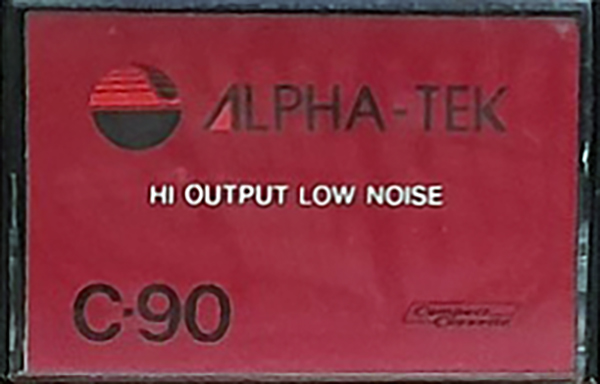 ALPHA-TEK
HI OUTPUT LOW NOISE
C-90
Compact
Cassette